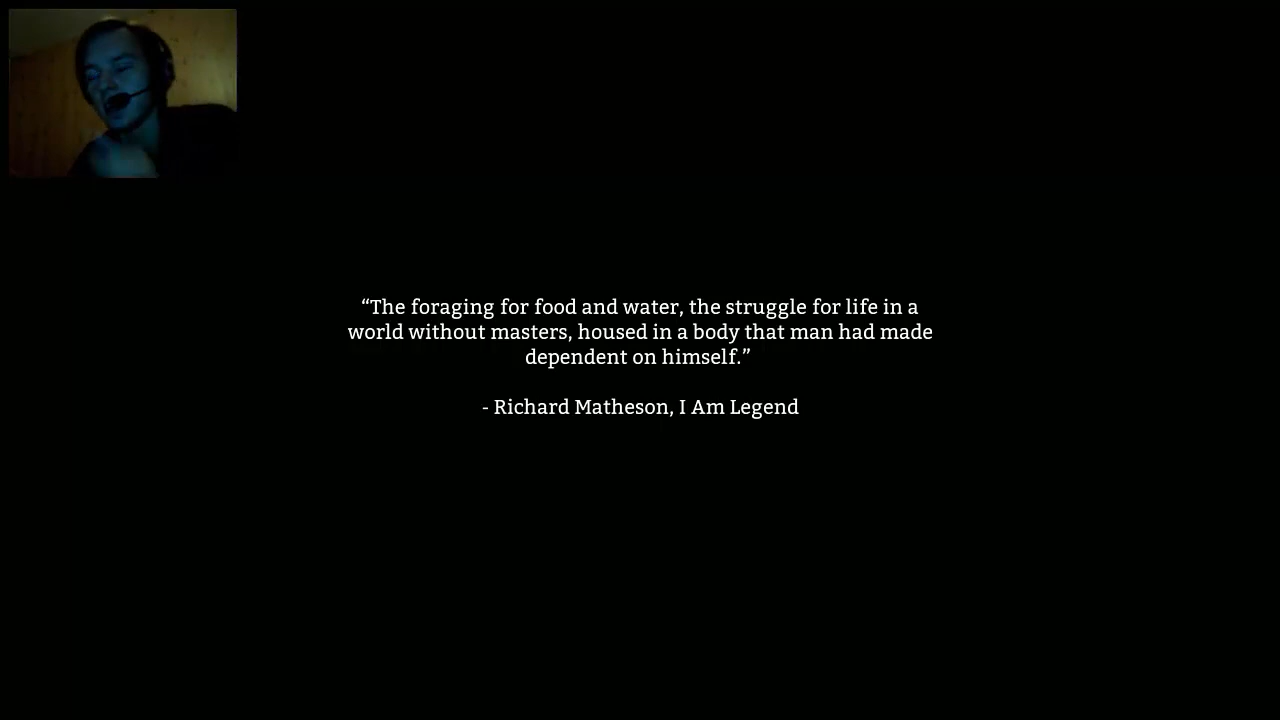 “The foraging for food and water, the struggle for life in a
world without masters, housed in a body that man had made
dependent on himself.”
- Richard Matheson, I Am Legend